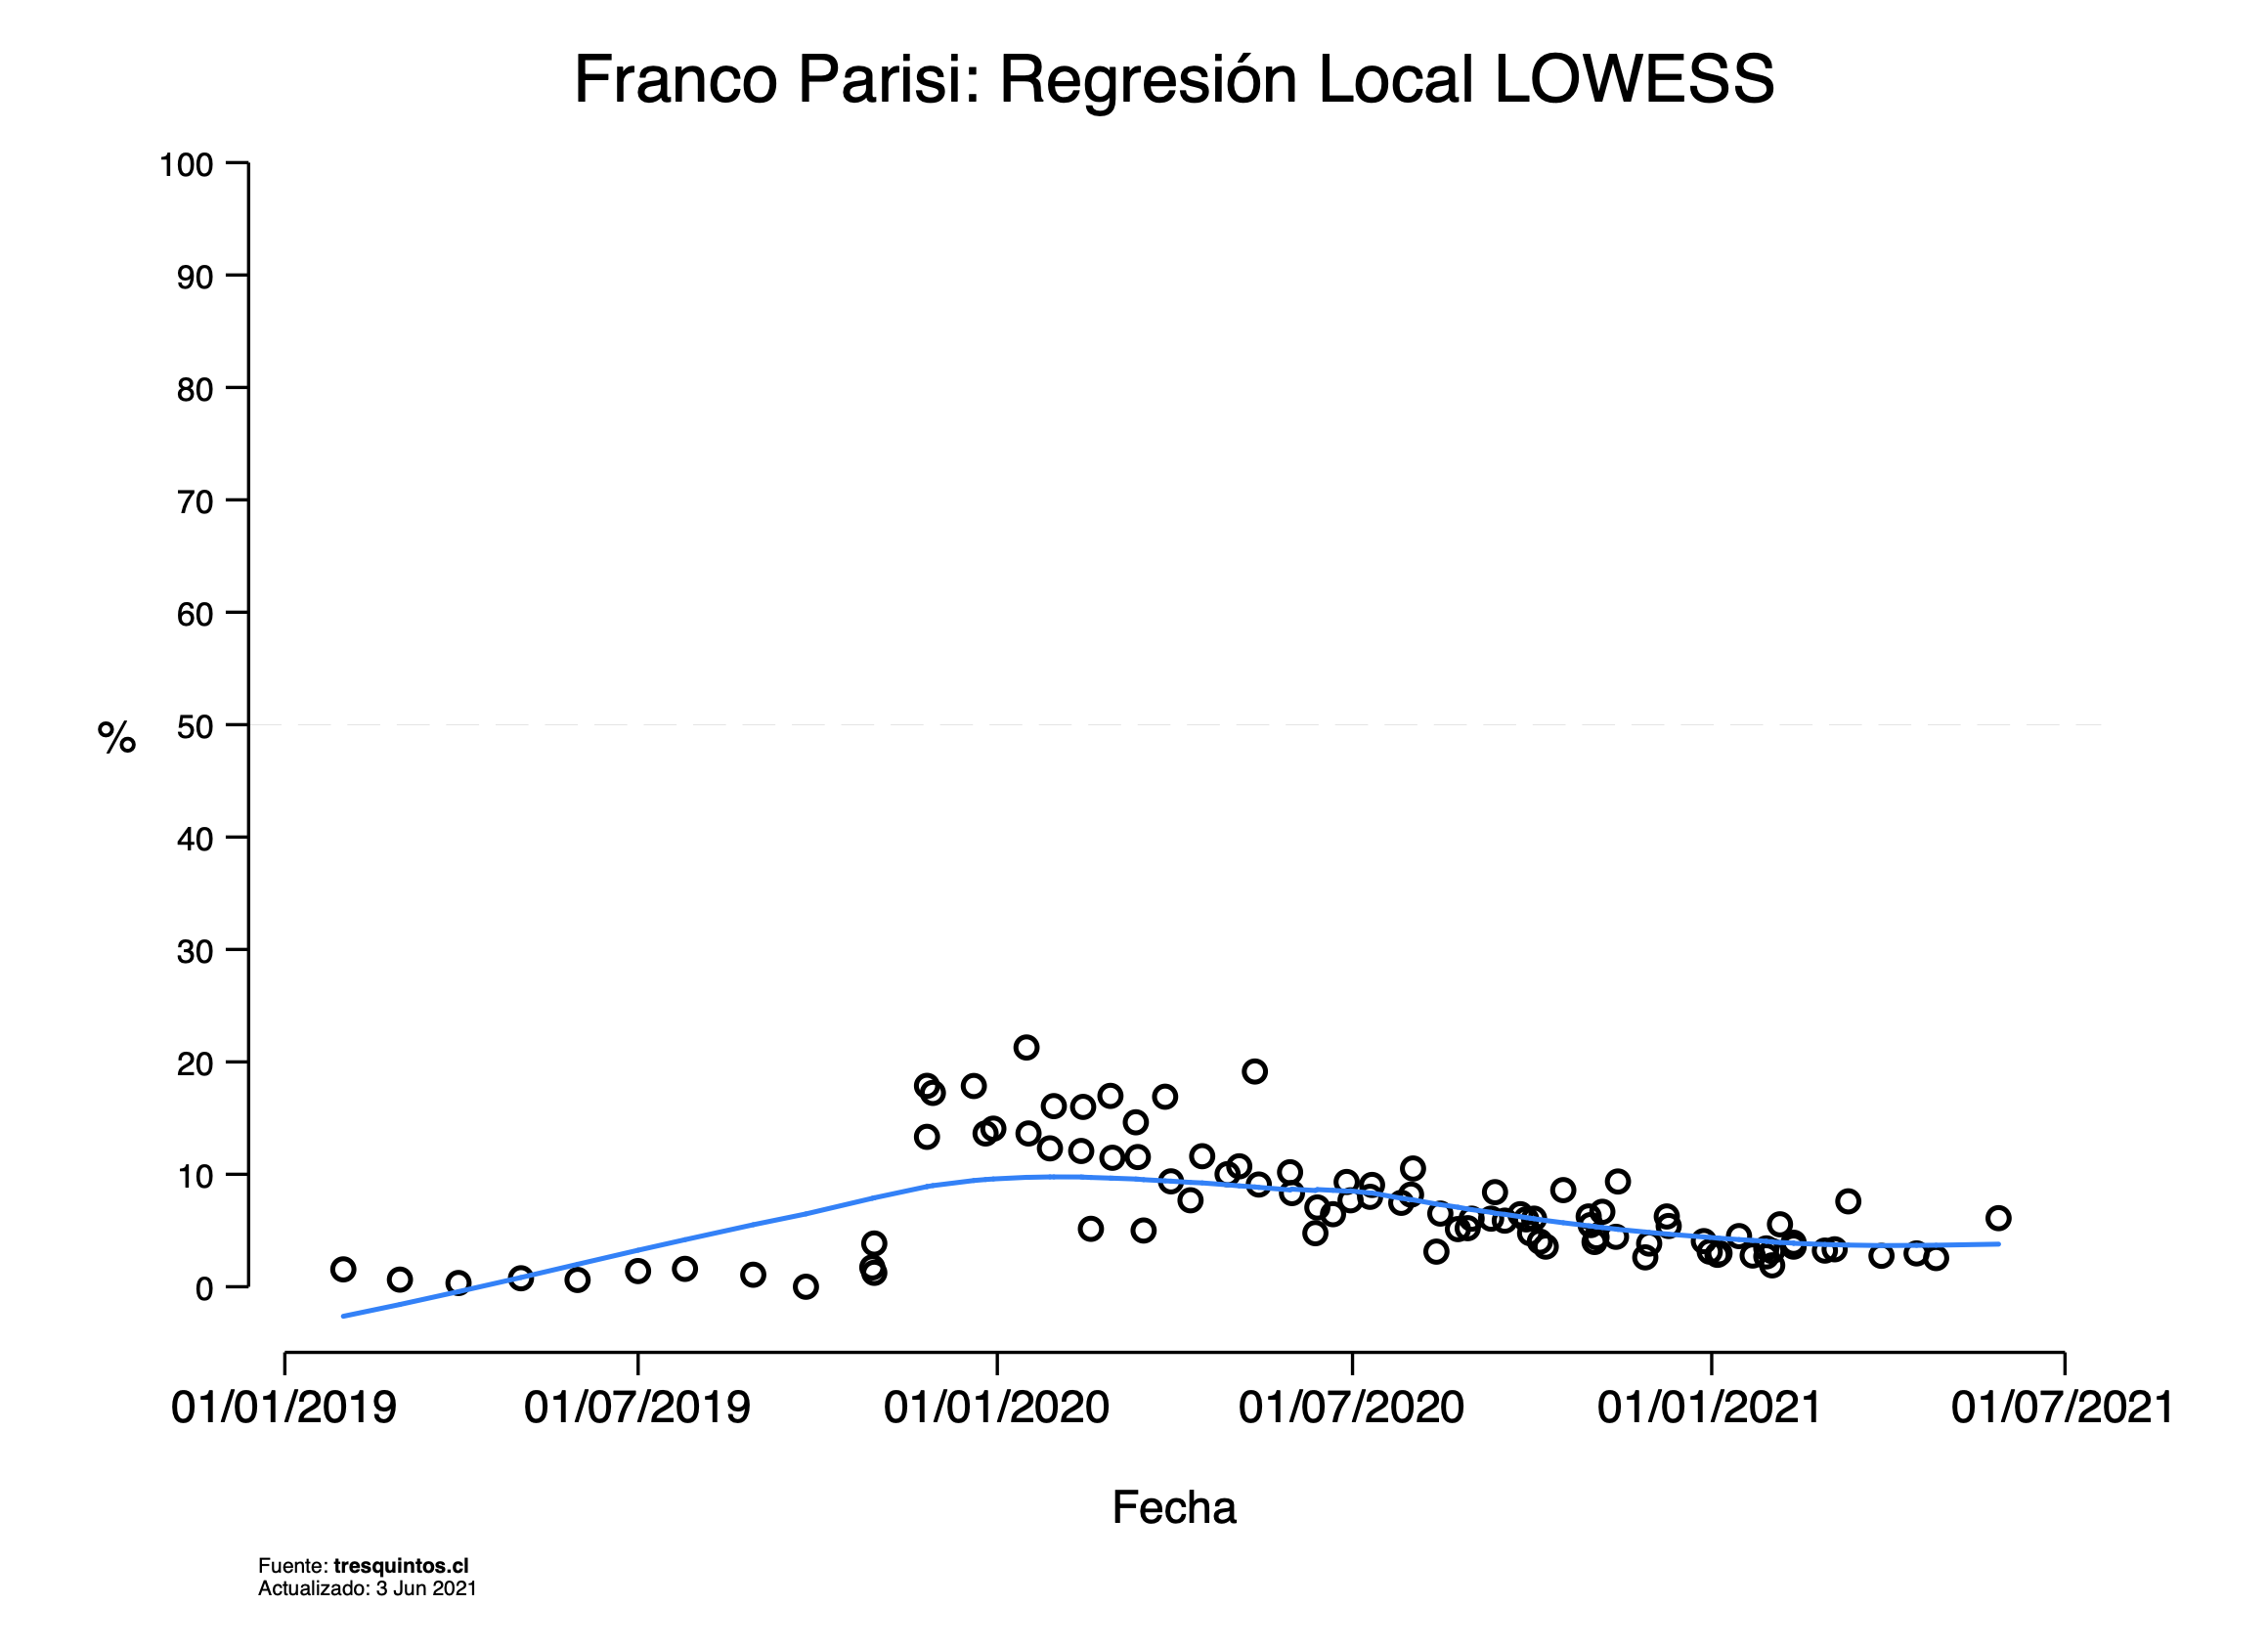 Franco Parisi: Regresión Local LOWESS
100
90
80
70
60
% 50
40
30
20
10
0
01/01/2019 01/07/2019 01/01/2020 01/07/2020 01/01/2021 01/07/2021
Fecha
Fuente: tresquintos.cl
Actualizado: 3 Jun 2021